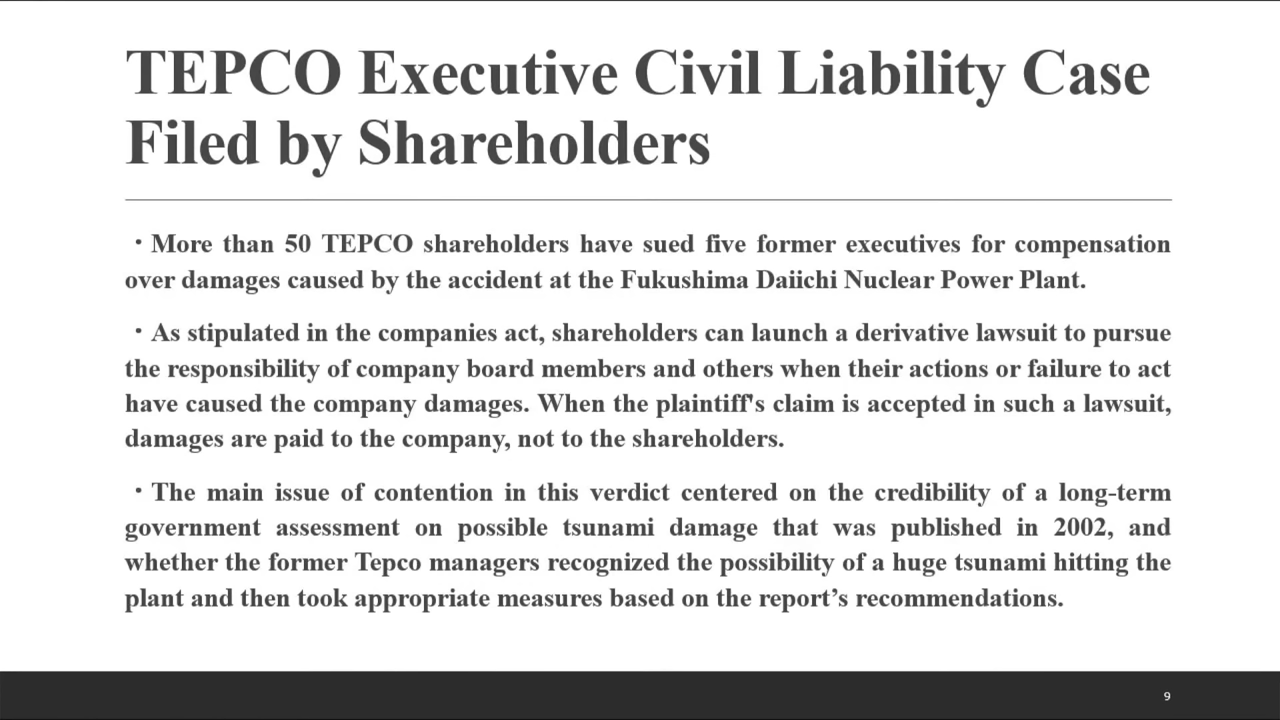 TEPCO Executive Civil Liability Case
Filed by Shareholders
・More than 50 TEPCO shareholders have sued five former executives for compensation
over damages caused by the accident at the Fukushima Daiichi Nuclear Power Plant.
・As stipulated in the companies act, shareholders can launch a derivative lawsuit to pursue
the responsibility of company board members and others when their actions or failure to act
have caused the company damages. When the plaintiff's claim is accepted in such a lawsuit,
damages are paid to the company, not to the shareholders.
・The main issue of contention in this verdict centered on the credibility of a long-term
government assessment on possible tsunami damage that was published in 2002, and
whether the former Tepco managers recognized the possibility of a huge tsunami hitting the
plant and then took appropriate measures based on the report’s recommendations.
9